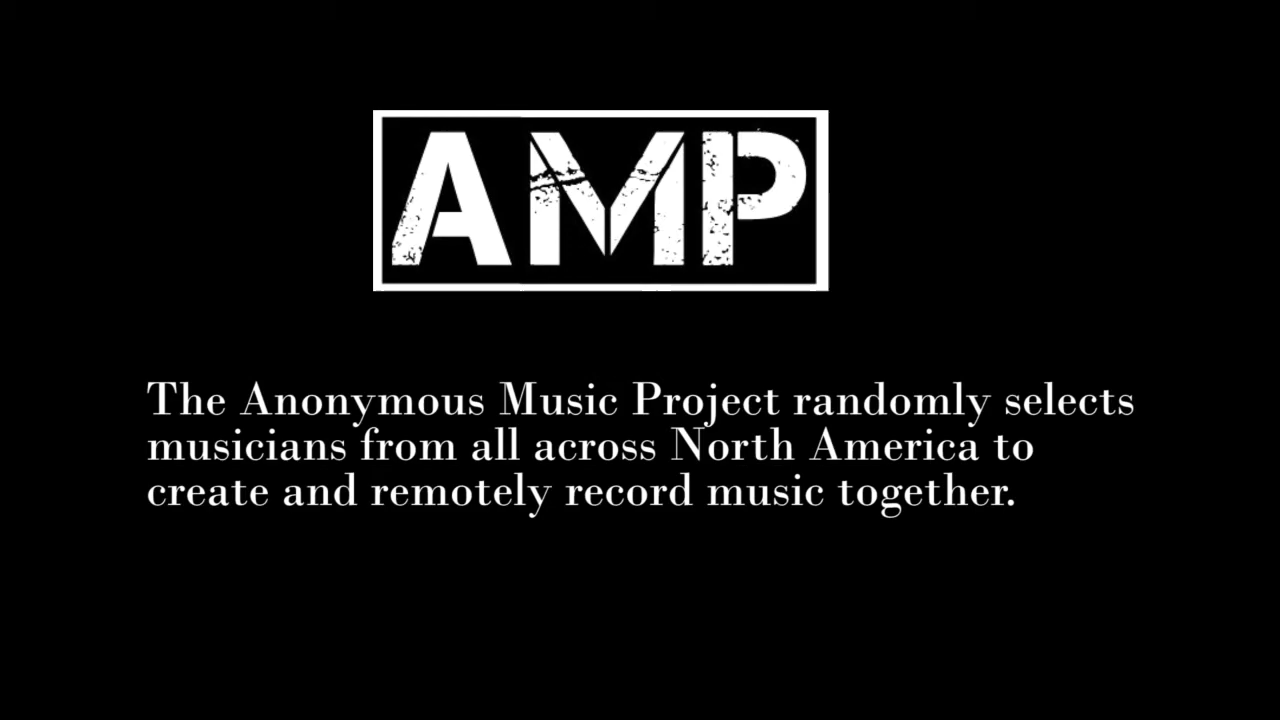 AMP
The Anonymous Music Project randomly selects
musicians from all across North America to
create and remotely record music together.